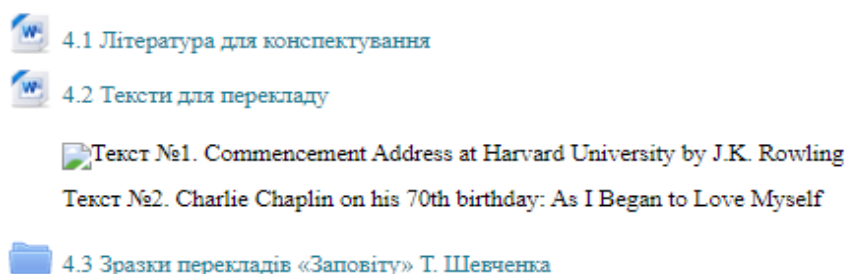 4.1 Література для конспектування
4.2 Тексти для перекладу
Текст №1. Commencement Address at Harvard University by J.K. Rowling
Текст №2. Charlie Chaplin on his 70th birthday: As I Began to Love Myself
4.3 Зразки перекладів «Заповіту» Т. Шевченка